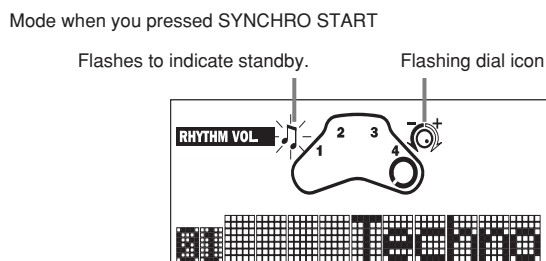 Mode when you pressed SYNCHRO START
Flashes to indicate standby. Flashing dial icon
- +
2 3
RHYTHM VOL. 1 4
01 Techno